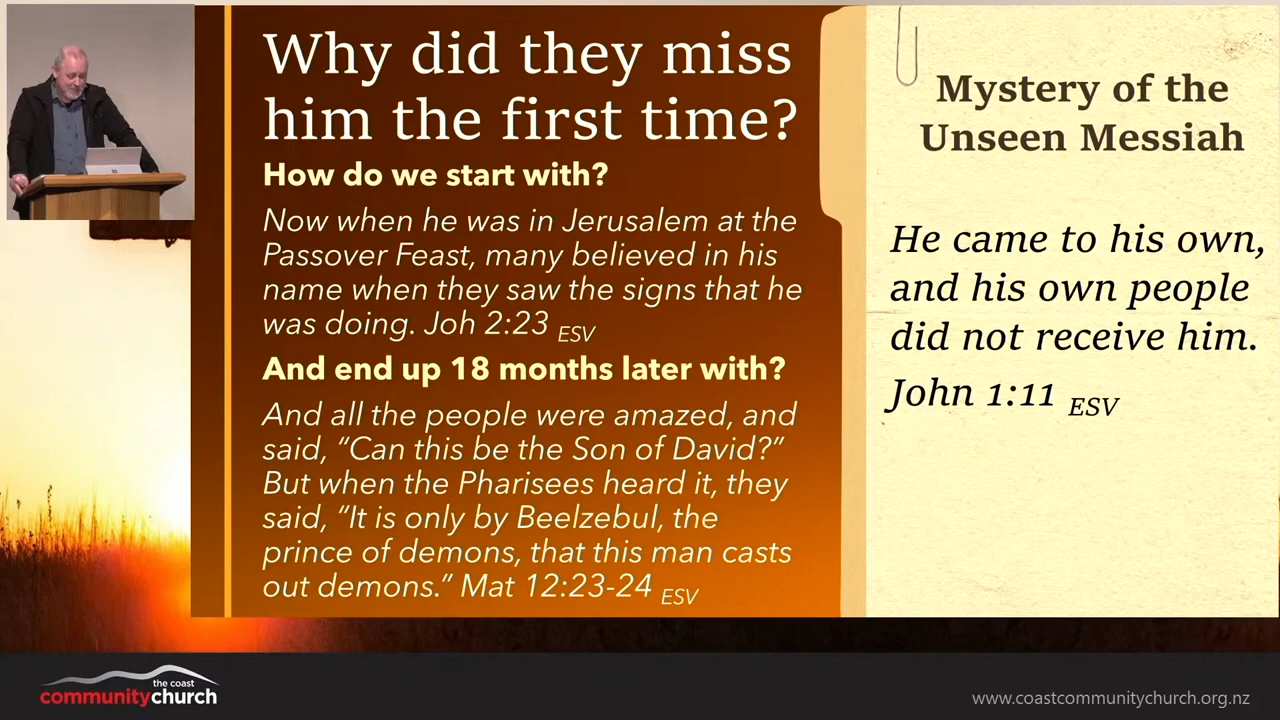 Why did they miss
him the first time?
How do we start with?
Now when he was in Jerusalem at the
Passover Feast, many believed in his
name when they saw the signs that he
was doing. Joh 2:23 ESV
And end up 18 months later with?
And all the people were amazed, and
said, “Can this be the Son of David?”
But when the Pharisees heard it, they
said, “It is only by Beelzebul, the
prince of demons, that this man casts
out demons.” Mat 12:23-24 ESV
Mystery of the
Unseen Messiah
He came to his own,
and his own people
did not receive him.
John 1:11 ESV
the coast
communitychurch
www.coastcommunitychurch.org.nz